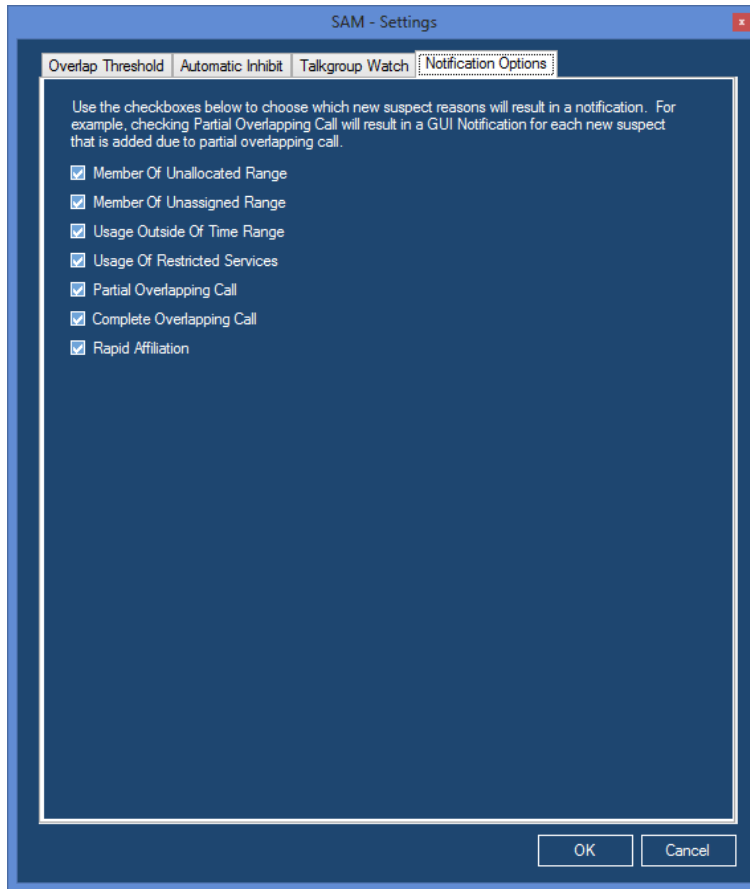 SAM - Settings
x
Overlap Threshold Automatic Inhibit Talkgroup Watch Notification Options
Use the checkboxes below to choose which new suspect reasons will result in a notification. For
example, checking Partial Overlapping Call will result in a GUI Notification for each new suspect
that is added due to partial overlapping call.
Member Of Unallocated Range
Member Of Unassigned Range
Usage Outside Of Time Range
Usage Of Restricted Services
Partial Overlapping Call
Complete Overlapping Call
Rapid Affiliation
OK Cancel